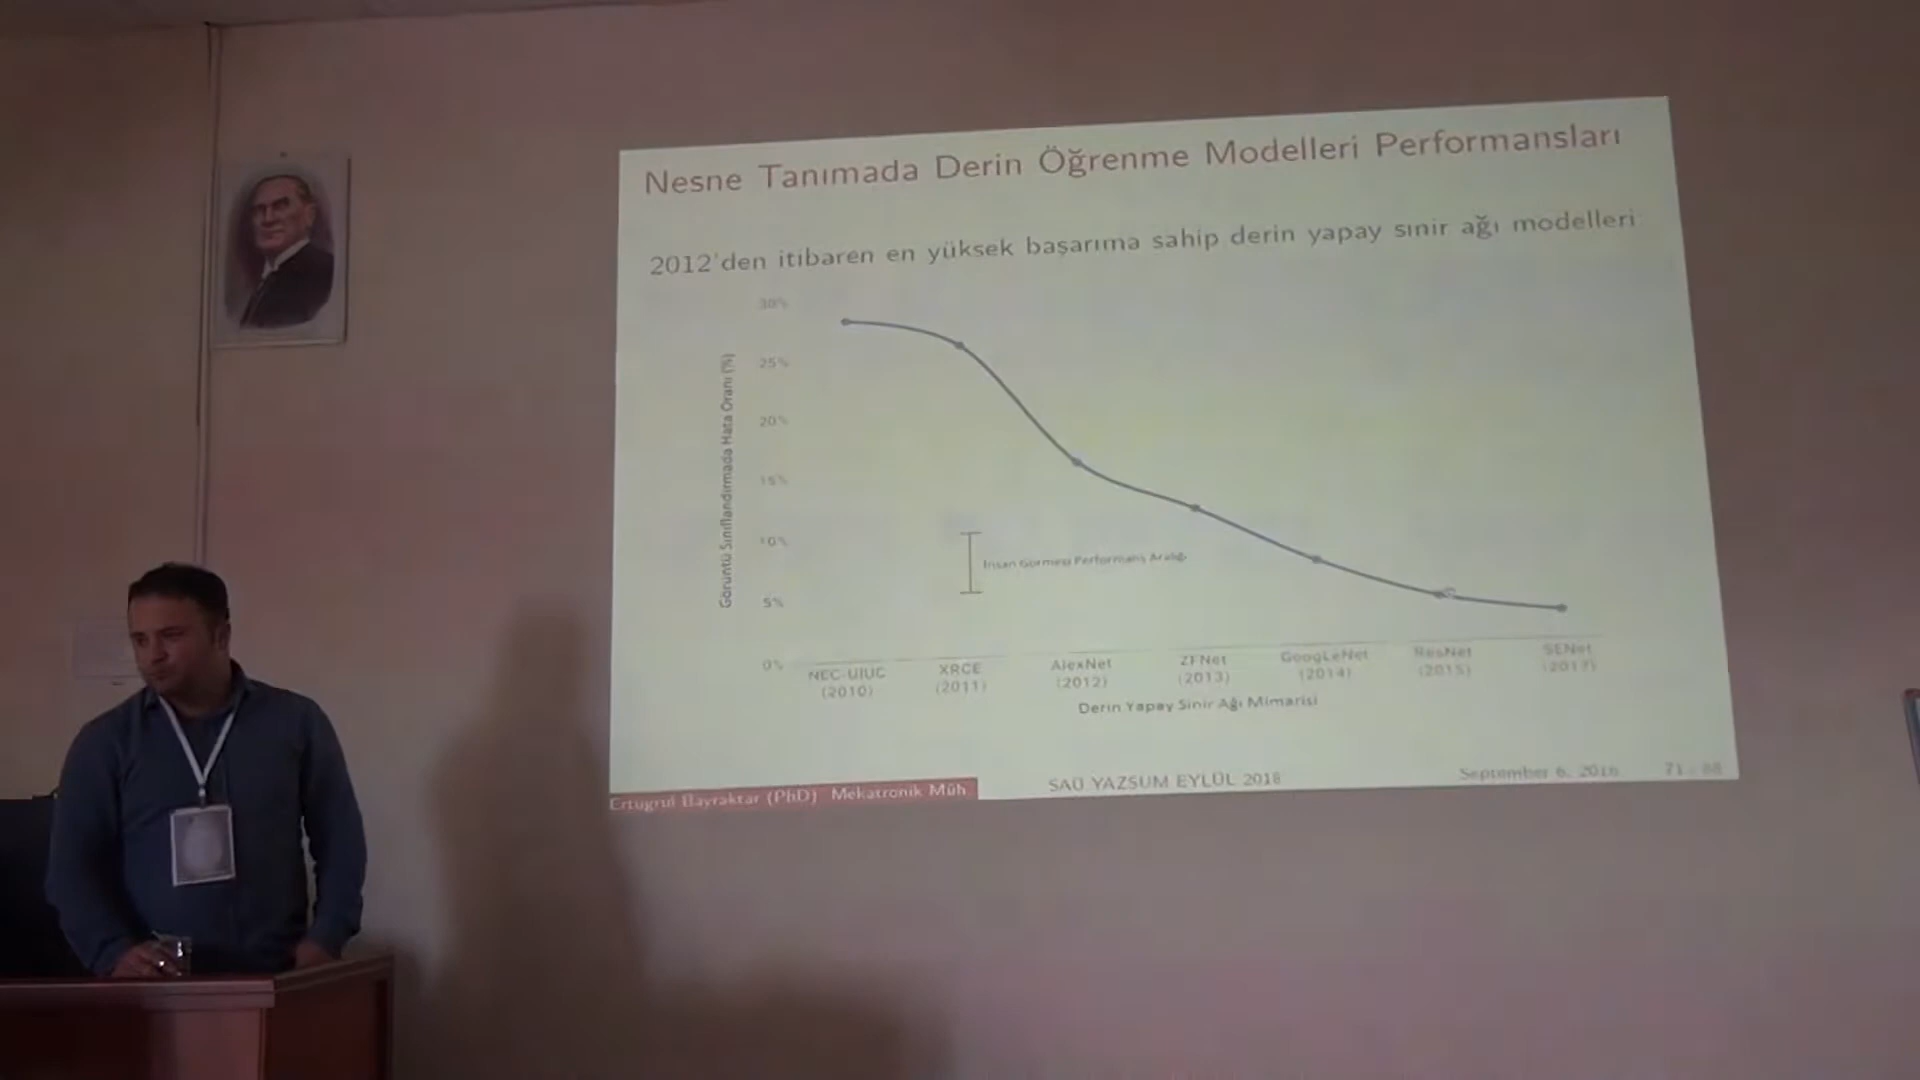 Nesne Tanımada Derin Öğrenme Modelleri Performansları
2012'den itibaren en yüksek başarıma sahip derin yapay sınır ağı modelleri
Görüntü Sınıflandırmada Hata Oranı (%)
30%
25%
20%
15%
10%
5%
0%
İnsan Görmesi Performans Aralığı
NEC-UIUC
(2010)
XRCE
(2011)
AlexNet
(2012)
ZFNet
(2013)
GoogLeNet
(2014)
ResNet
(2015)
SENet
(2017)
Derin Yapay Sinir Ağı Mimarisi
Ertuğrul Bayraktar (PhD) Mekatronik Müh.
SAÜ YAZSUM EYLÜL 2018
September 6, 2018
71 / 88